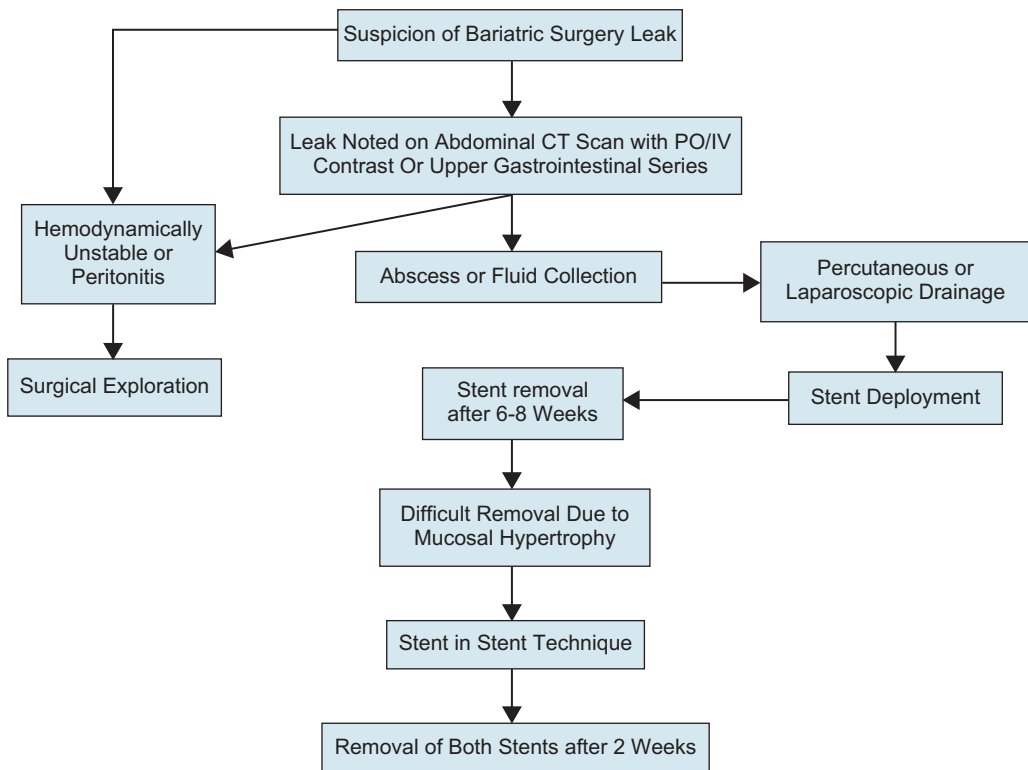 Suspicion of Bariatric Surgery Leak
Leak Noted on Abdominal CT Scan with PO/IV
Contrast Or Upper Gastrointestinal Series
Hemodynamically
Unstable or
Peritonitis
Abscess or Fluid Collection
Percutaneous or
Laparoscopic Drainage
Surgical Exploration
Stent removal
after 6-8 Weeks
Stent Deployment
Difficult Removal Due to
Mucosal Hypertrophy
Stent in Stent Technique
Removal of Both Stents after 2 Weeks